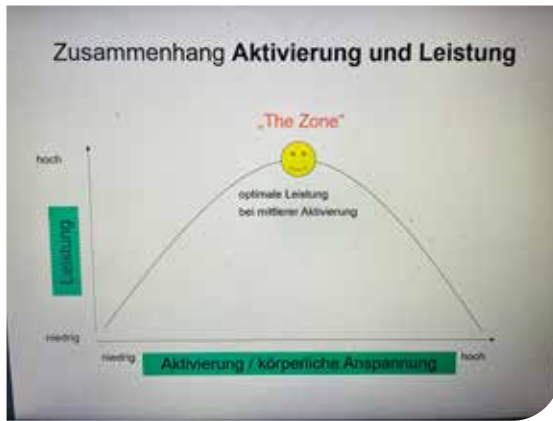 Zusammenhang Aktivierung und Leistung
„The Zone“
hoch
optimale Leistung
bei mittlerer Aktivierung
Leistung
niedrig
niedrig
Aktivierung / körperliche Anspannung
hoch